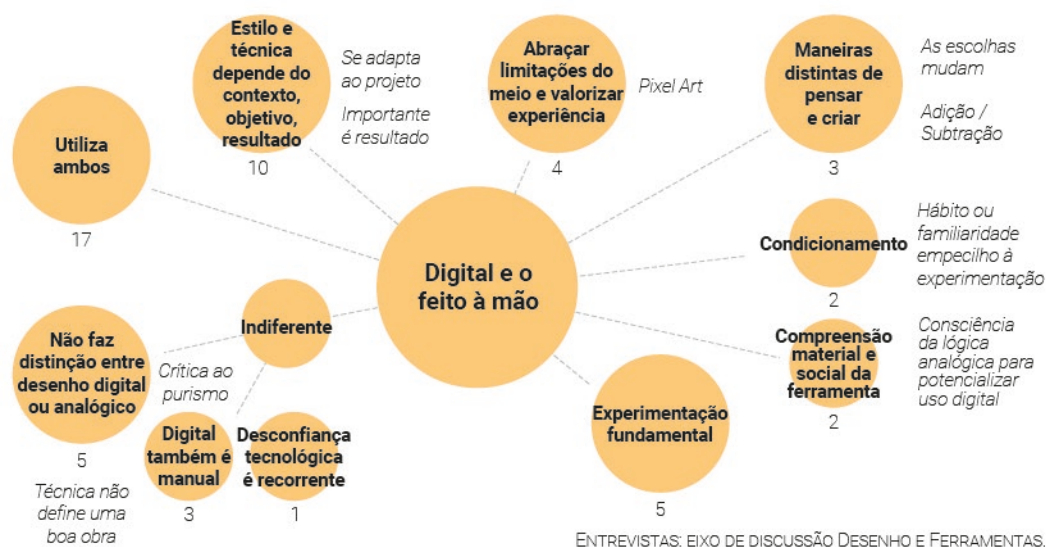 Utiliza
ambos
17
Estilo e
técnica
depende do
contexto,
objetivo,
resultado
10
Se adapta
ao projeto
Importante
é resultado
Abraçar
limitações do
meio e valorizar
experiência
4
Pixel Art
Maneiras
distintas de
pensar
e criar
3
As escolhas
mudam
Adição /
Subtração
Digital e o
feito à mão
Condicionamento
2
Hábito ou
familiaridade
empecilho à
experimentação
Compreensão
material e
social da
ferramenta
2
Consciência
da lógica
analógica para
potencializar
uso digital
Indiferente
Não faz
distinção entre
desenho digital
ou analógico
5
Técnica não
define uma
boa obra
Crítica ao
purismo
Digital
também é
manual
3
Desconfiança
tecnológica
é recorrente
1
Experimentação
fundamental
5
ENTREVISTAS: EIXO DE DISCUSSÃO DESENHO E FERRAMENTAS.